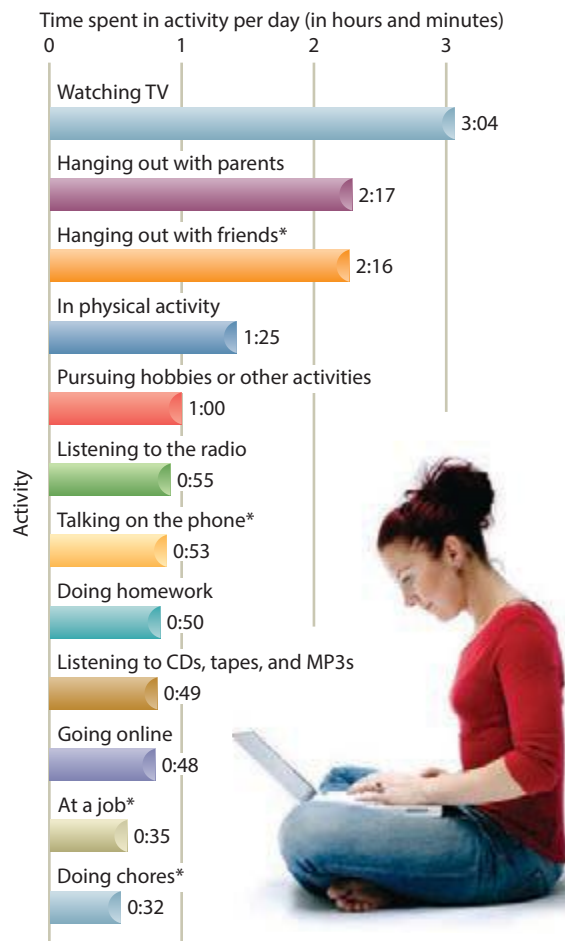 Time spent in activity per day (in hours and minutes)
0 1 2 3
Activity
Watching TV
3:04
Hanging out with parents
2:17
Hanging out with friends*
2:16
In physical activity
1:25
Pursuing hobbies or other activities
1:00
Listening to the radio
0:55
Talking on the phone*
0:53
Doing homework
0:50
Listening to CDs, tapes, and MP3s
0:49
Going online
0:48
At a job*
0:35
Doing chores*
0:32